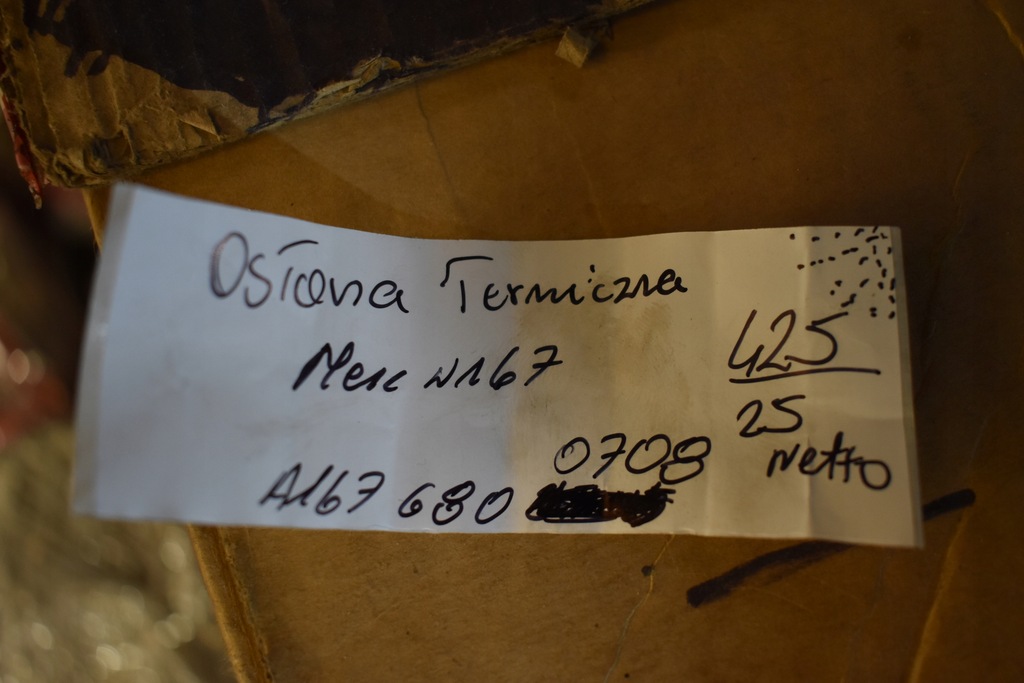 Osłona Termiczna
Merc W167
A167 680 0708
425
25
Netto